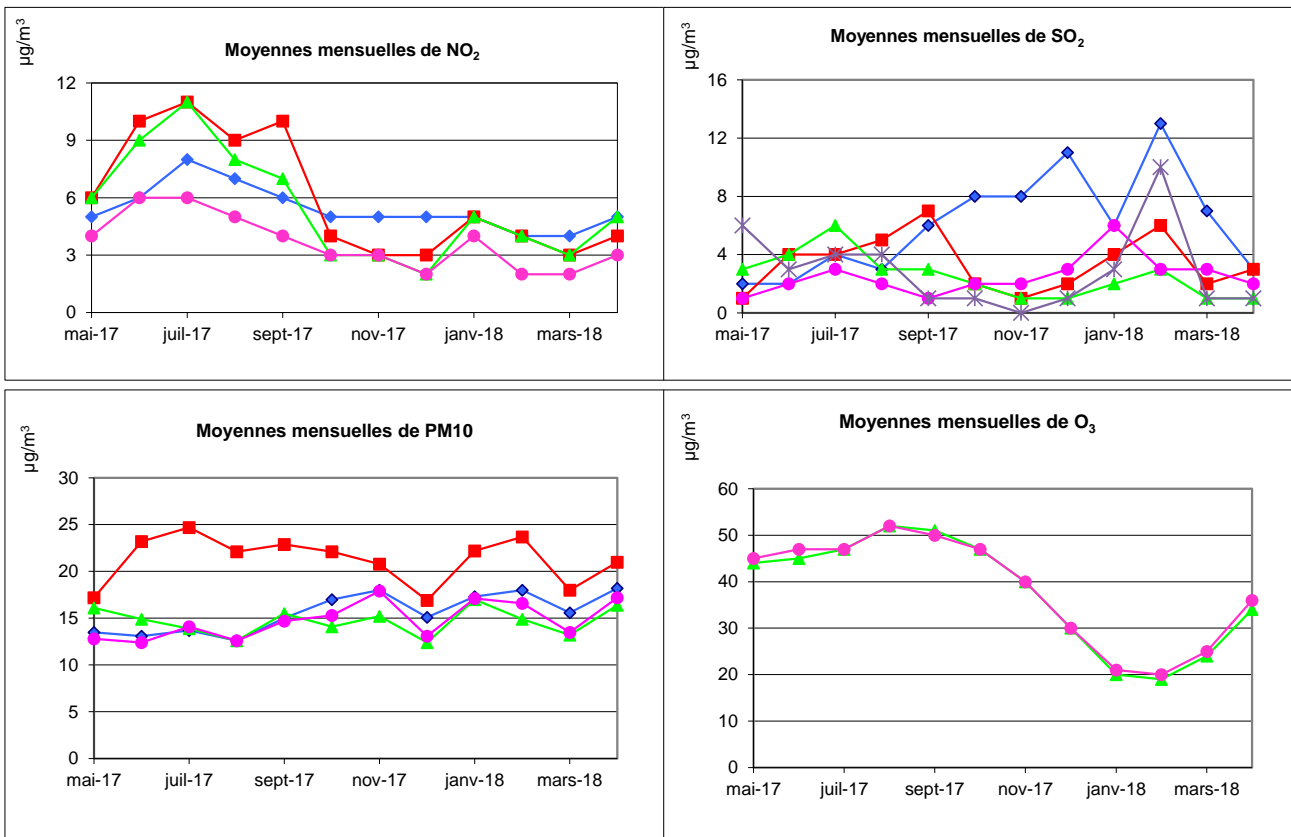 Moyennes mensuelles de NO₂
µg/m³
12
9
6
3
0
mai-17 juil-17 sept-17 nov-17 janv-18 mars-18
Moyennes mensuelles de SO₂
µg/m³
16
12
8
4
0
mai-17 juil-17 sept-17 nov-17 janv-18 mars-18
Moyennes mensuelles de PM10
µg/m³
30
25
20
15
10
5
0
mai-17 juil-17 sept-17 nov-17 janv-18 mars-18
Moyennes mensuelles de O₃
µg/m³
60
50
40
30
20
10
0
mai-17 juil-17 sept-17 nov-17 janv-18 mars-18